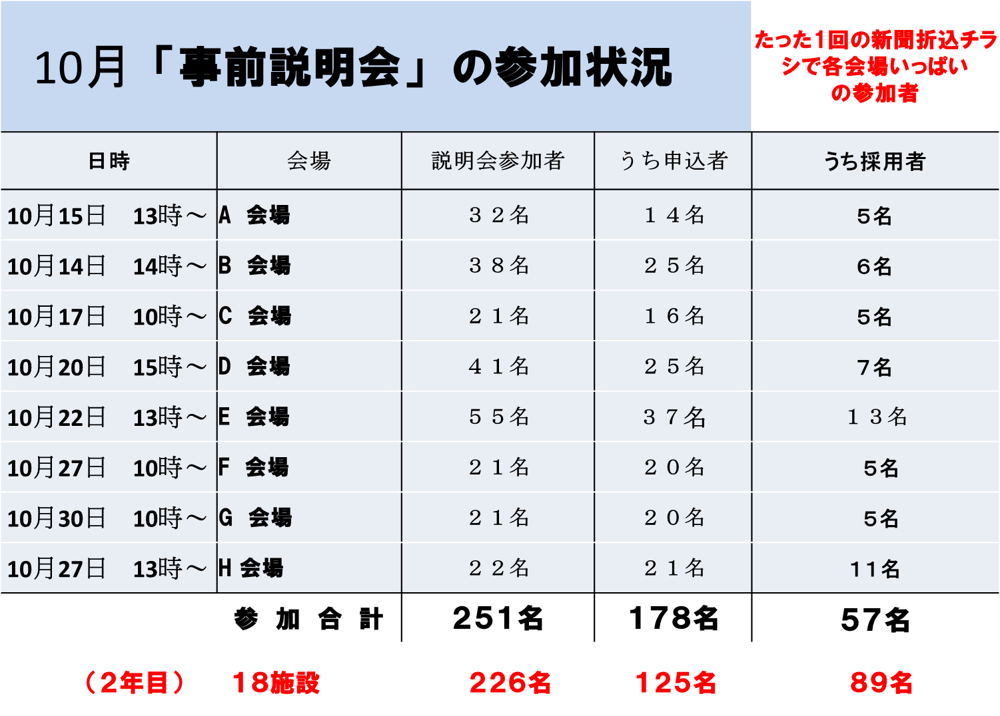 10月「事前説明会」の参加状況
たった1回の新聞折込チラ
シで各会場いっぱい
の参加者
日時 会場 説明会参加者 うち申込者 うち採用者
10月15日 13時～ A 会場 ３２名 １４名 5名
10月14日 14時～ B 会場 ３８名 ２５名 6名
10月17日 10時～ C 会場 ２１名 １６名 5名
10月20日 15時～ D 会場 ４１名 ２５名 7名
10月22日 13時～ E 会場 ５５名 ３７名 １３名
10月27日 10時～ F 会場 ２１名 ２０名 5名
10月30日 10時～ G 会場 ２１名 ２０名 5名
10月27日 13時～ H 会場 ２２名 ２１名 11名
参 加 合 計 251名 178名 57名
（2年目） 18施設 226名 125名 89名